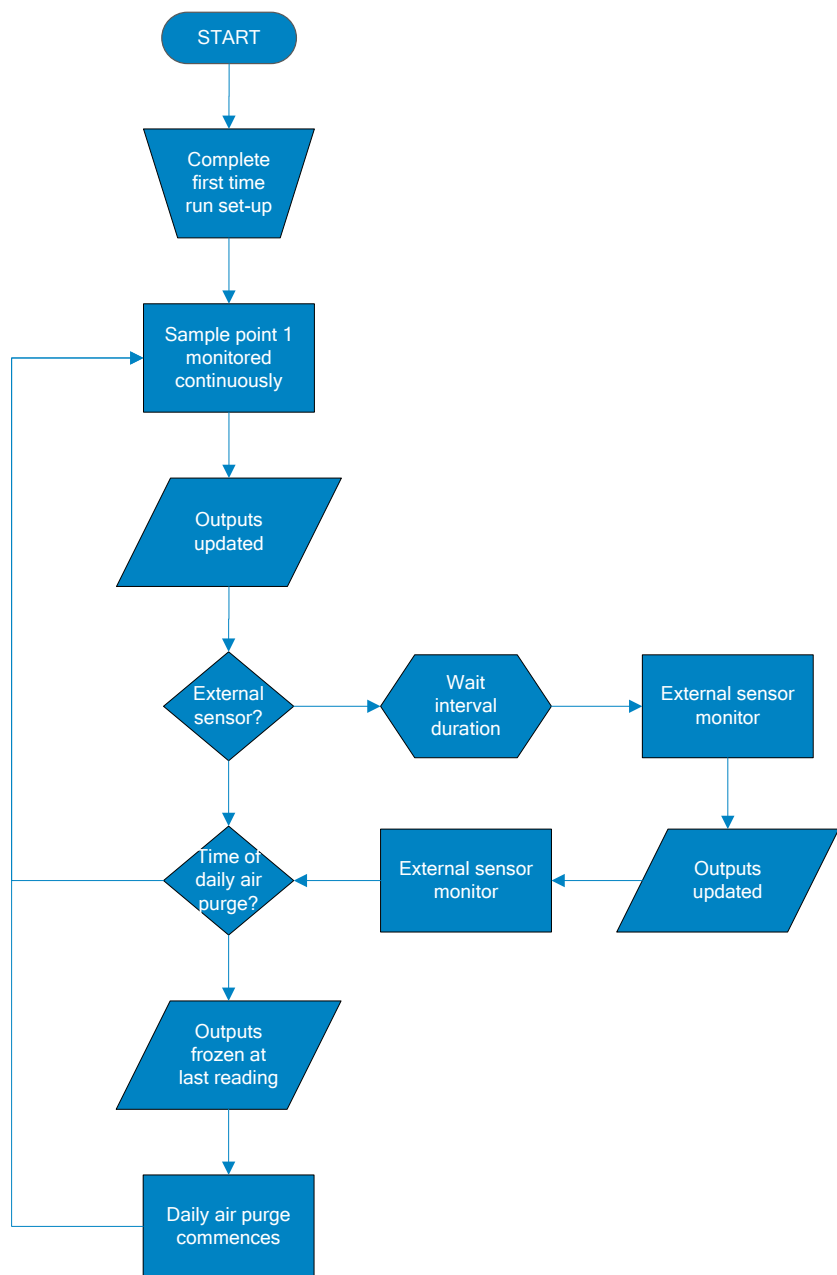 START
Complete
first time
run set-up
Sample point 1
monitored
continuously
Outputs
updated
External
sensor?
Wait
interval
duration
External sensor
monitor
Outputs
updated
External sensor
monitor
Time of
daily air
purge?
Outputs
frozen at
last reading
Daily air purge
commences